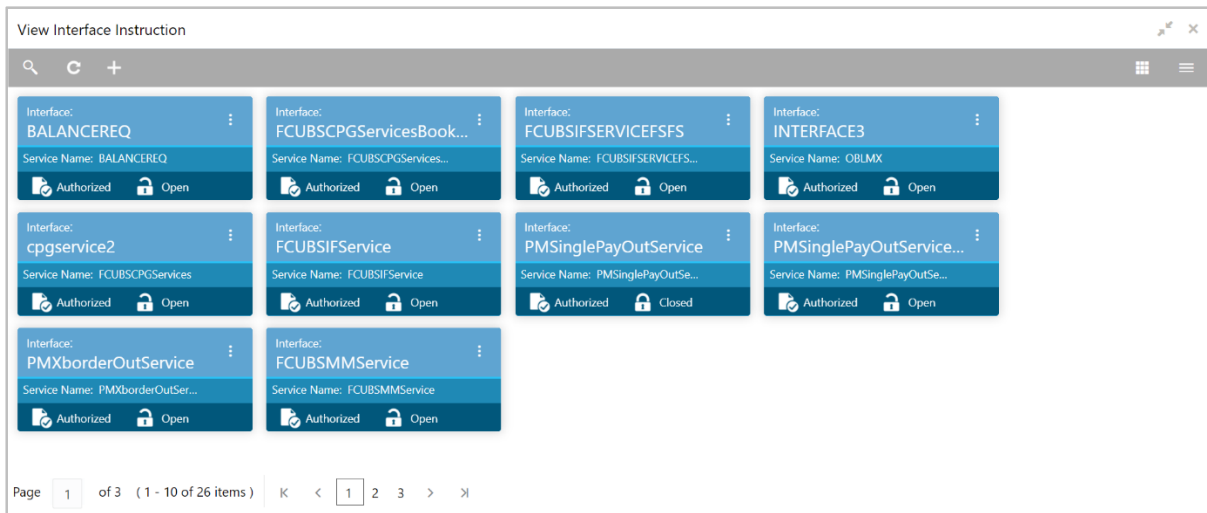 View Interface Instruction
Interface:
BALANCEREQ
Service Name: BALANCEREQ
Authorized Open
Interface:
FCUBSCPGServicesBook...
Service Name: FCUBSCPGServices...
Authorized Open
Interface:
FCUBSIFSERVICEFSFS
Service Name: FCUBSIFSERVICEFS...
Authorized Open
Interface:
INTERFACE3
Service Name: OBLMX
Authorized Open
Interface:
cpgservice2
Service Name: FCUBSCPGServices
Authorized Open
Interface:
FCUBSIFService
Service Name: FCUBSIFService
Authorized Open
Interface:
PMSinglePayOutService
Service Name: PMSinglePayOutSe...
Authorized Closed
Interface:
PMSinglePayOutService...
Service Name: PMSinglePayOutSe...
Authorized Open
Interface:
PMXborderOutService
Service Name: PMXborderOutSer...
Authorized Open
Interface:
FCUBSMMService
Service Name: FCUBSMMService
Authorized Open
Page 1 of 3 ( 1 - 10 of 26 items ) 1 2 3